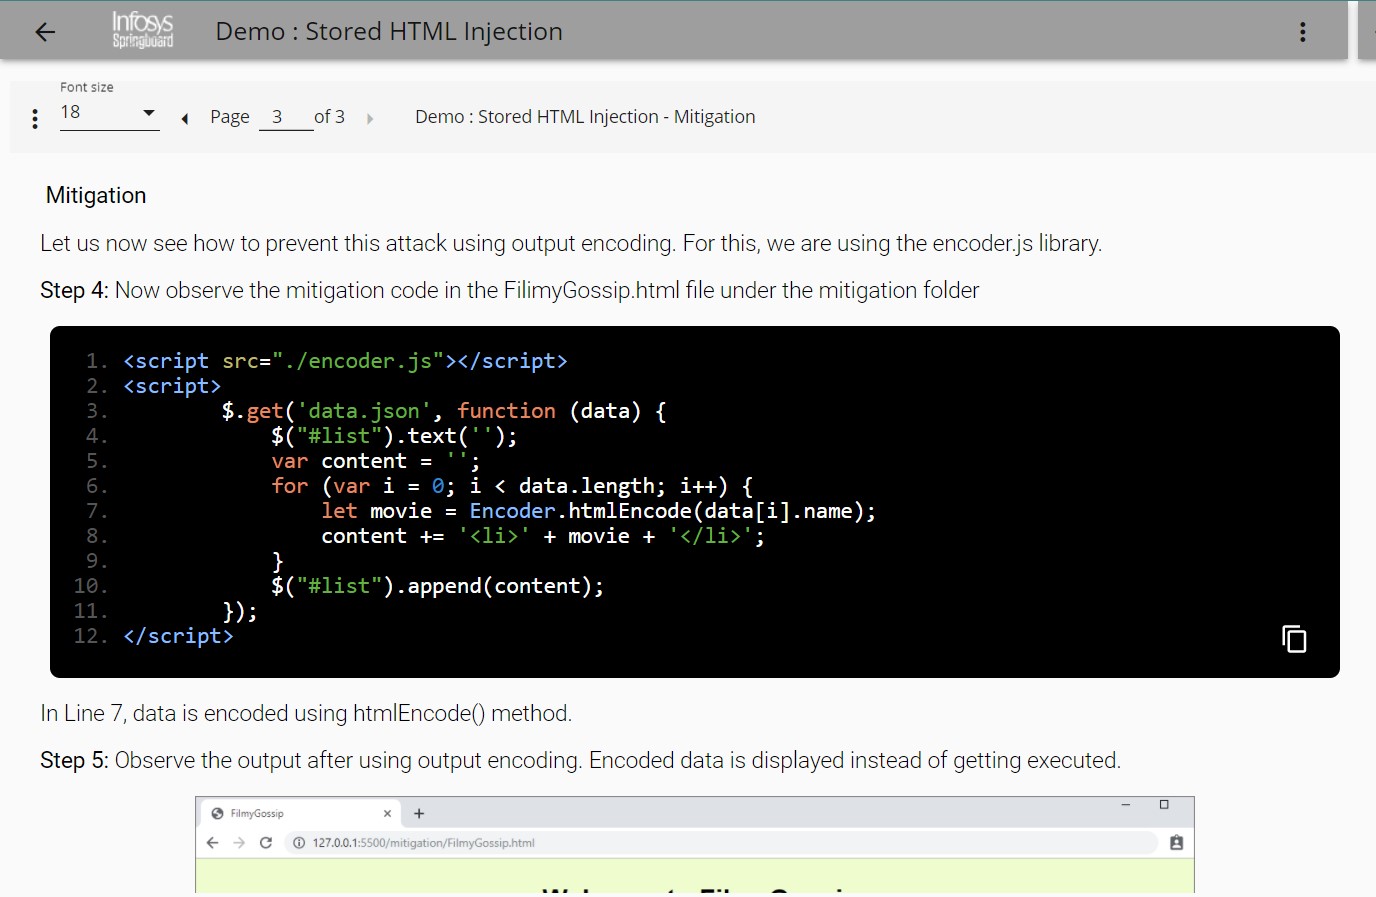 Infosys
Springboard
Demo : Stored HTML Injection
Font size
18
Page 3 of 3
Demo : Stored HTML Injection - Mitigation
Mitigation
Let us now see how to prevent this attack using output encoding. For this, we are using the encoder.js library.
Step 4: Now observe the mitigation code in the FilimyGossip.html file under the mitigation folder
1. <script src="./encoder.js"></script>
2. <script>
3.         $.get('data.json', function (data) {
4.             $("#list").text('');
5.             var content = '';
6.             for (var i = 0; i < data.length; i++) {
7.                 let movie = Encoder.htmlEncode(data[i].name);
8.                 content += '<li>' + movie + '</li>';
9.             }
10.             $("#list").append(content);
11.         });
12. </script>
In Line 7, data is encoded using htmlEncode() method.
Step 5: Observe the output after using output encoding. Encoded data is displayed instead of getting executed.
FilmyGossip
127.0.0.1:5500/mitigation/FilmyGossip.html